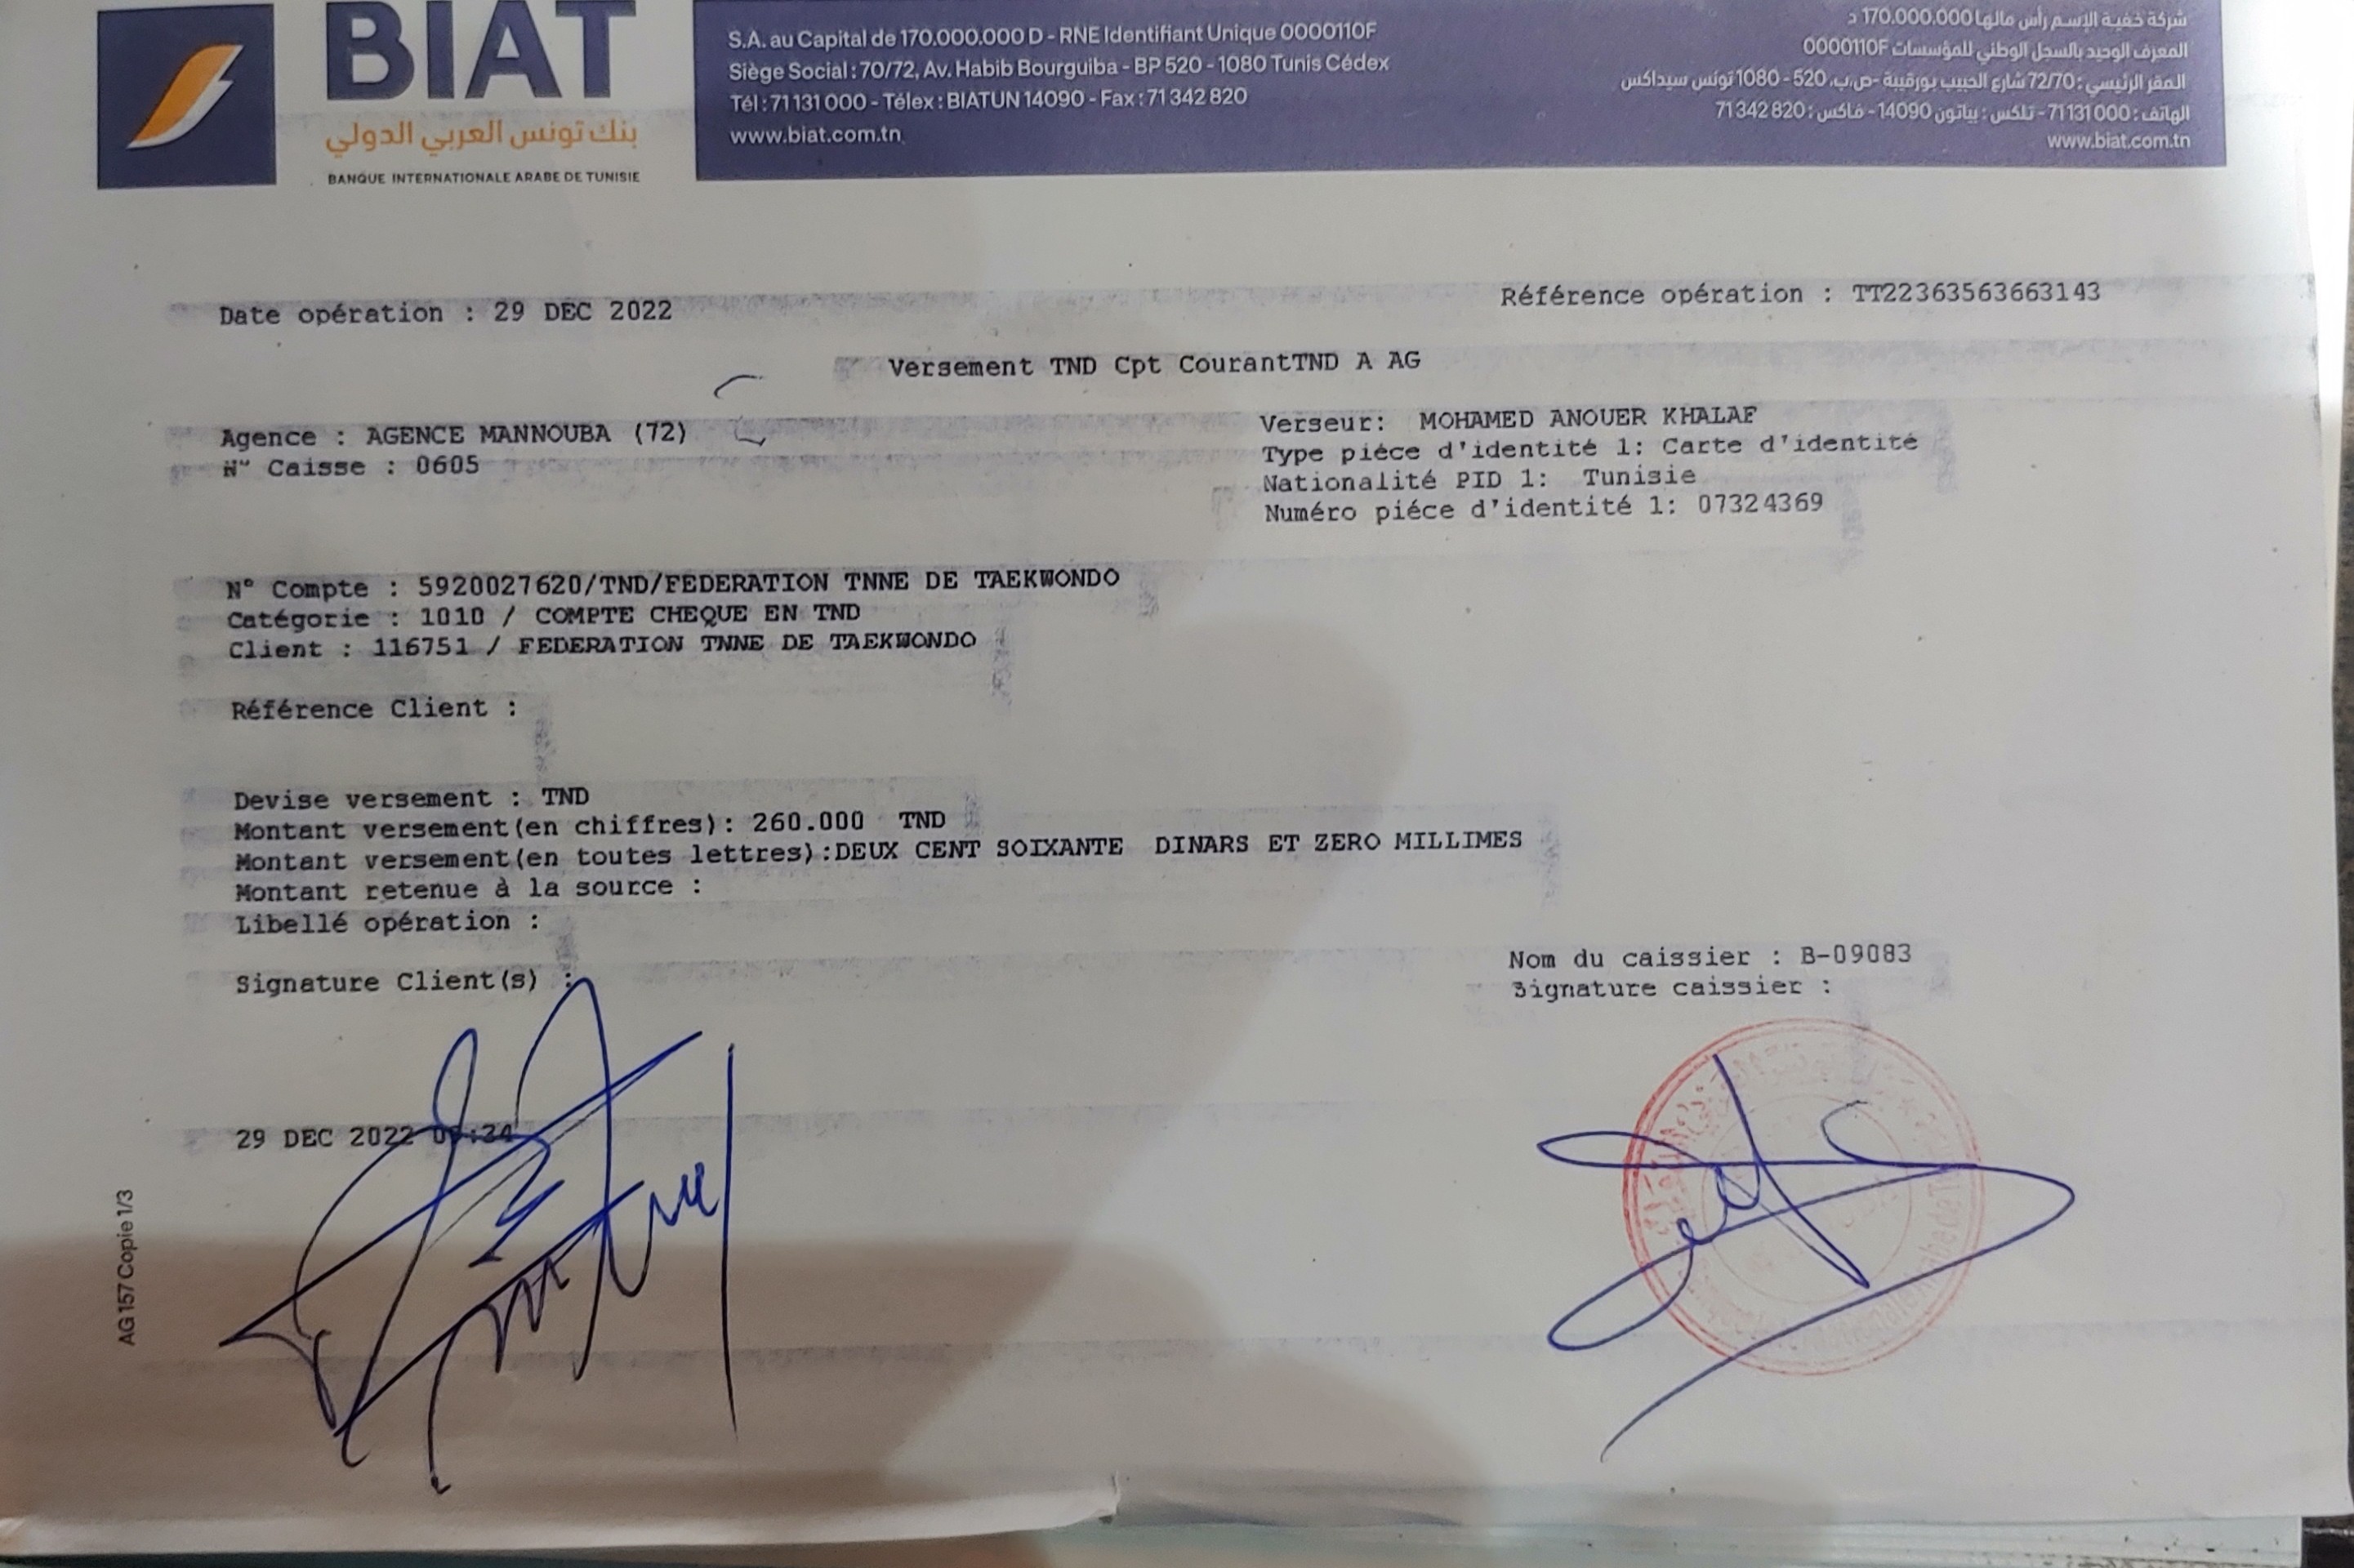 BIAT
بنك تونس العربي الدولي
BANQUE INTERNATIONALE ARABE DE TUNISIE
S.A. au Capital de 170.000.000 D - RNE Identifiant Unique 0000110F
Siège Social : 70/72, Av. Habib Bourguiba - BP 520 - 1080 Tunis Cédex
Tél : 71 131 000 - Télex : BIATUN 14090 - Fax : 71 342 820
www.biat.com.tn
شركة خفية الإسم رأس مالها 170.000.000 د
المعرف الوحيد بالسجل الوطني للمؤسسات 0000110F
المقر الرئيسي : 72/70 شارع الحبيب بورقيبة -ص.ب. 520 - 1080 تونس سيداكس
الهاتف : 71131 000 - تلكس : بياتون 14090 - فاكس : 71 342 820
www.biat.com.tn
Date opération : 29 DEC 2022
Référence opération : TT22363563663143
Versement TND Cpt CourantTND A AG
Agence : AGENCE MANNOUBA (72)
N° Caisse : 0605
Verseur: MOHAMED ANOUER KHALAF
Type piéce d'identité 1: Carte d'identité
Nationalité PID 1: Tunisie
Numéro piéce d'identité 1: 07324369
N° Compte : 5920027620/TND/FEDERATION TNNE DE TAEKWONDO
Catégorie : 1010 / COMPTE CHEQUE EN TND
Client : 116751 / FEDERATION TNNE DE TAEKWONDO
Référence Client :
Devise versement : TND
Montant versement(en chiffres): 260.000 TND
Montant versement(en toutes lettres):DEUX CENT SOIXANTE DINARS ET ZERO MILLIMES
Montant retenue à la source :
Libellé opération :
Signature Client(s) :
Nom du caissier : B-09083
Signature caissier :
29 DEC 2022
AG 157 Copie 1/3